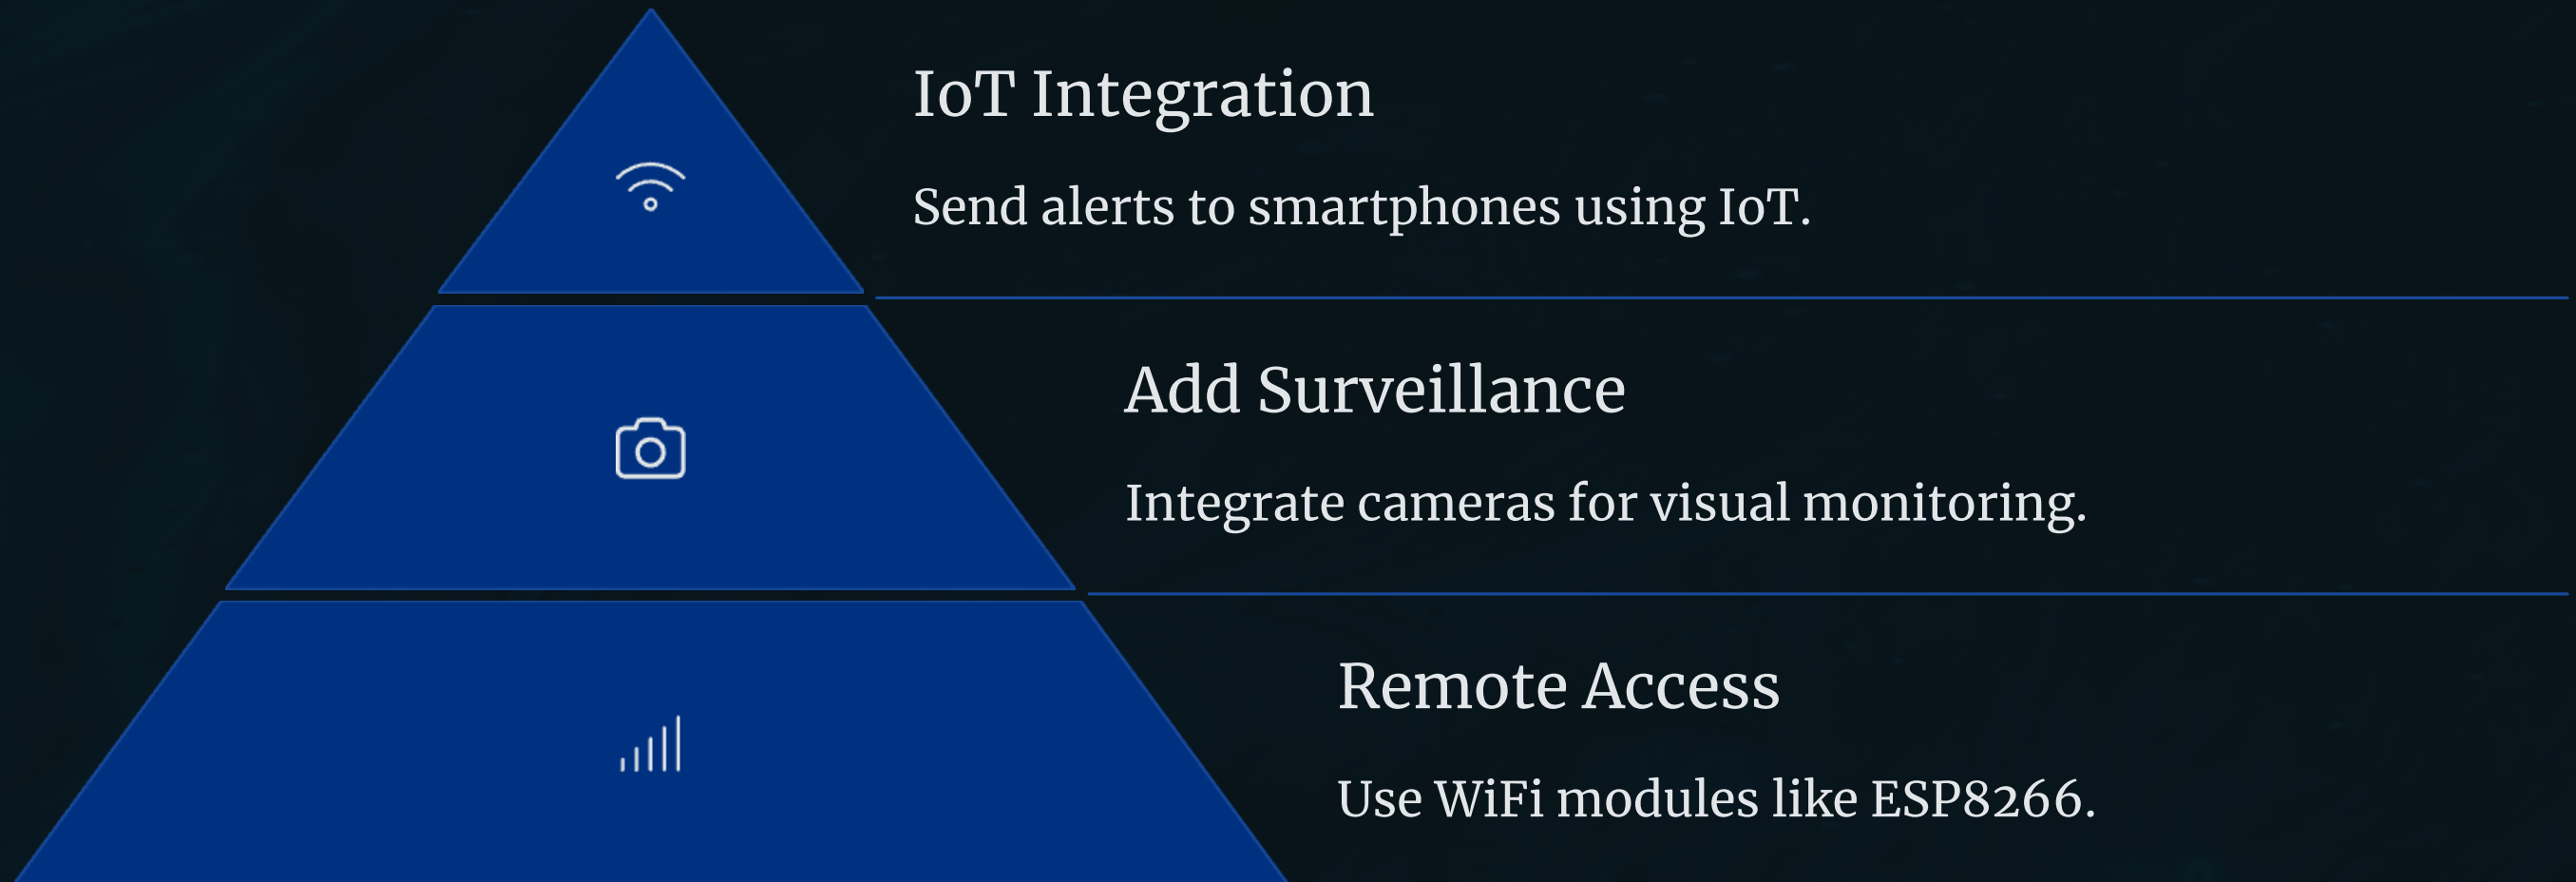 IoT Integration
Send alerts to smartphones using IoT.
Add Surveillance
Integrate cameras for visual monitoring.
Remote Access
Use WiFi modules like ESP8266.